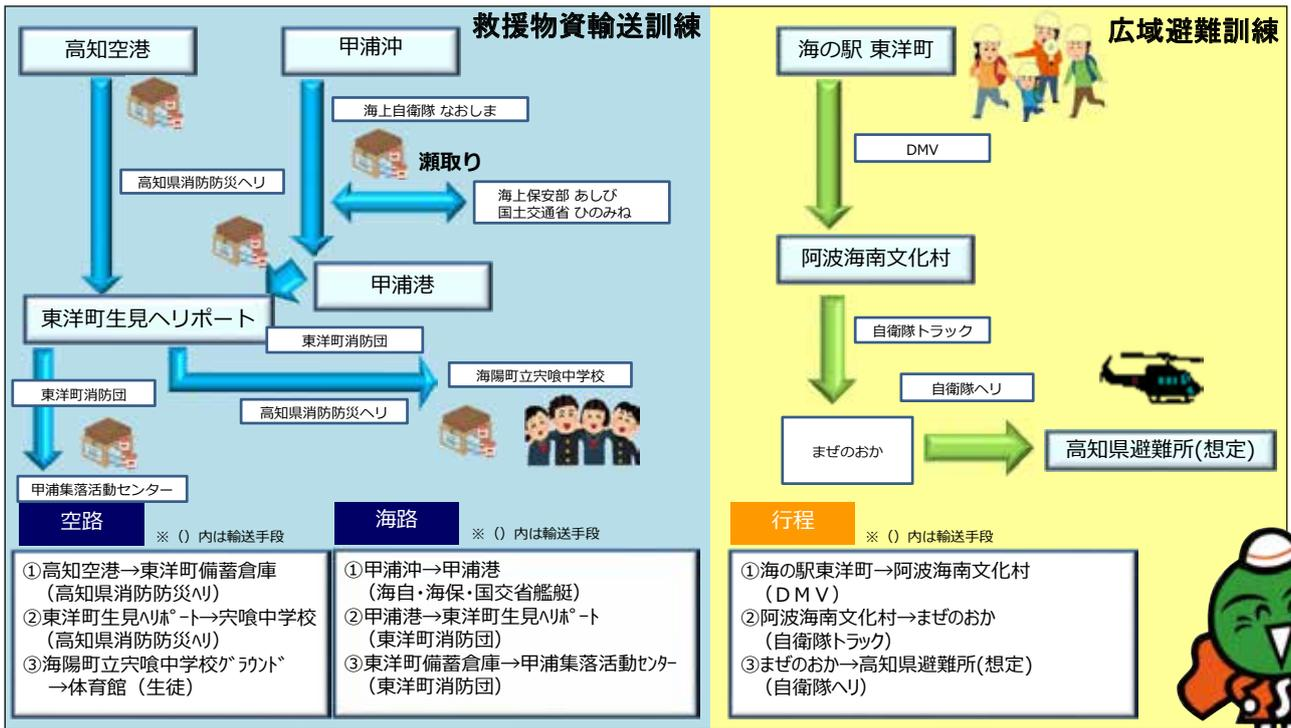 救援物資輸送訓練
高知空港
甲浦沖
海上自衛隊 なおしま
瀬取り
高知県消防防災ヘリ
海上保安部 あしび
国土交通省 ひのみね
甲浦港
東洋町生見ヘリポート
東洋町消防団
東洋町消防団
海陽町立宍喰中学校
高知県消防防災ヘリ
甲浦集落活動センター
空路
※（）内は輸送手段
①高知空港→東洋町備蓄倉庫
（高知県消防防災ﾍﾘ）
②東洋町生見ﾍﾘﾎﾟｰﾄ→宍喰中学校
（高知県消防防災ﾍﾘ）
③海陽町立宍喰中学校ｸﾞﾗｳﾝﾄﾞ
→体育館（生徒）
海路
※（）内は輸送手段
①甲浦沖→甲浦港
（海自・海保・国交省艦艇）
②甲浦港→東洋町生見ﾍﾘﾎﾟｰﾄ
（東洋町消防団）
③東洋町備蓄倉庫→甲浦集落活動ｾﾝﾀｰ
（東洋町消防団）
広域避難訓練
海の駅 東洋町
DMV
阿波海南文化村
自衛隊トラック
自衛隊ヘリ
まぜのおか
高知県避難所(想定)
行程
※（）内は輸送手段
①海の駅東洋町→阿波海南文化村
（ＤＭＶ）
②阿波海南文化村→まぜのおか
（自衛隊トラック）
③まぜのおか→高知県避難所(想定)
（自衛隊ヘリ）